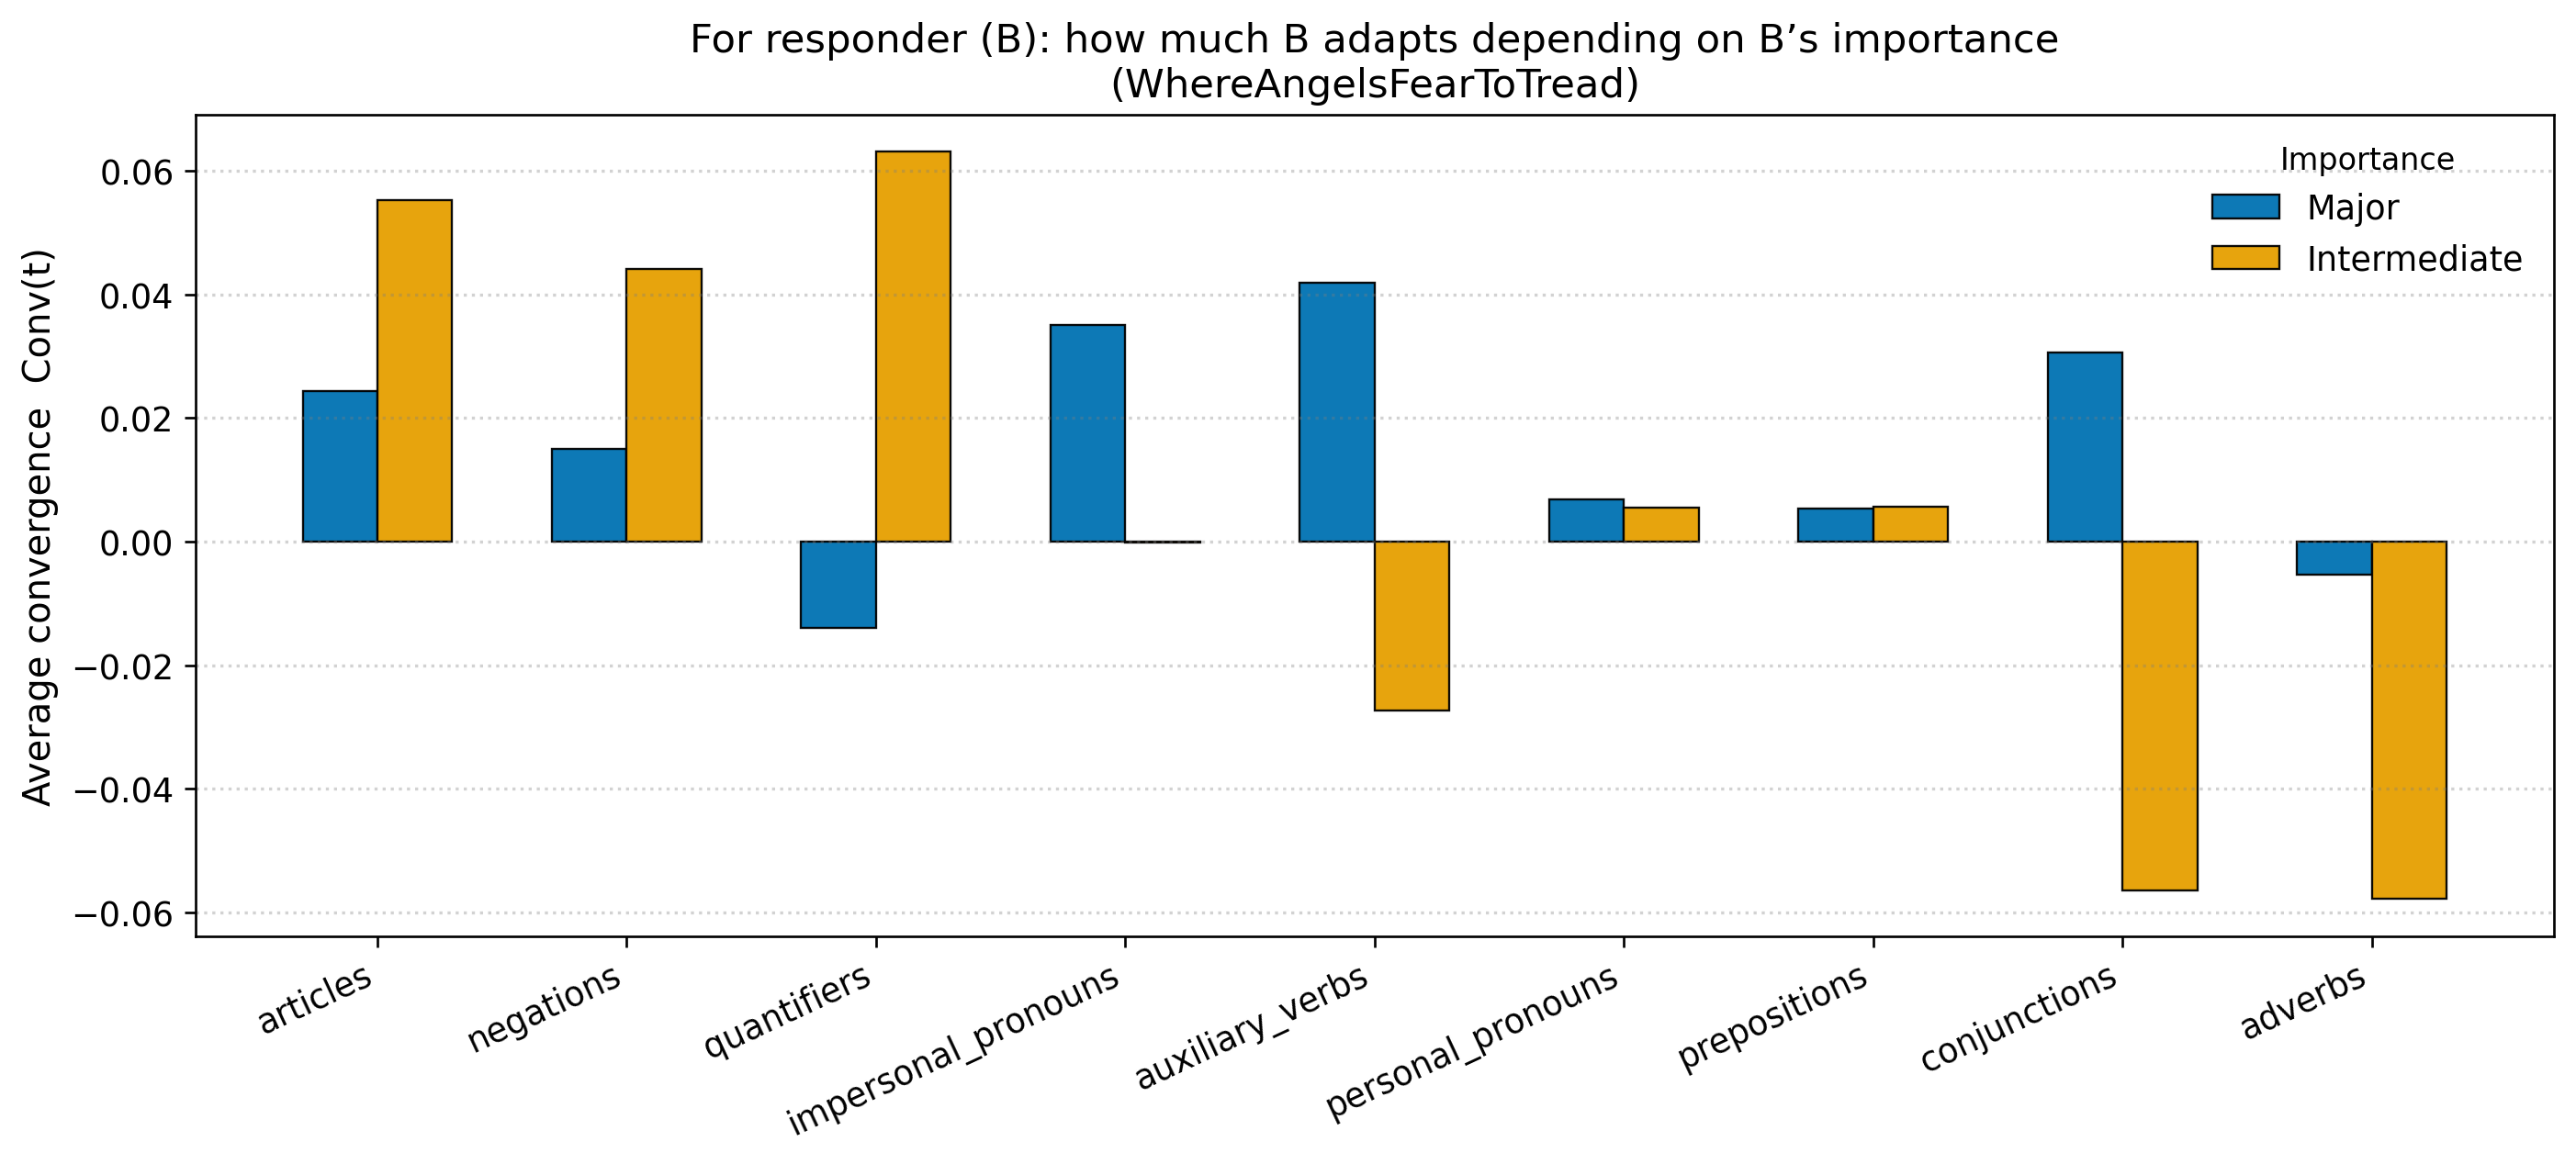 For responder (B): how much B adapts depending on B’s importance
(WhereAngelsFearToTread)
Importance
Major
Intermediate
Average convergence  Conv(t)
0.06
0.04
0.02
0.00
−0.02
−0.04
−0.06
articles
negations
quantifiers
impersonal_pronouns
auxiliary_verbs
personal_pronouns
prepositions
conjunctions
adverbs